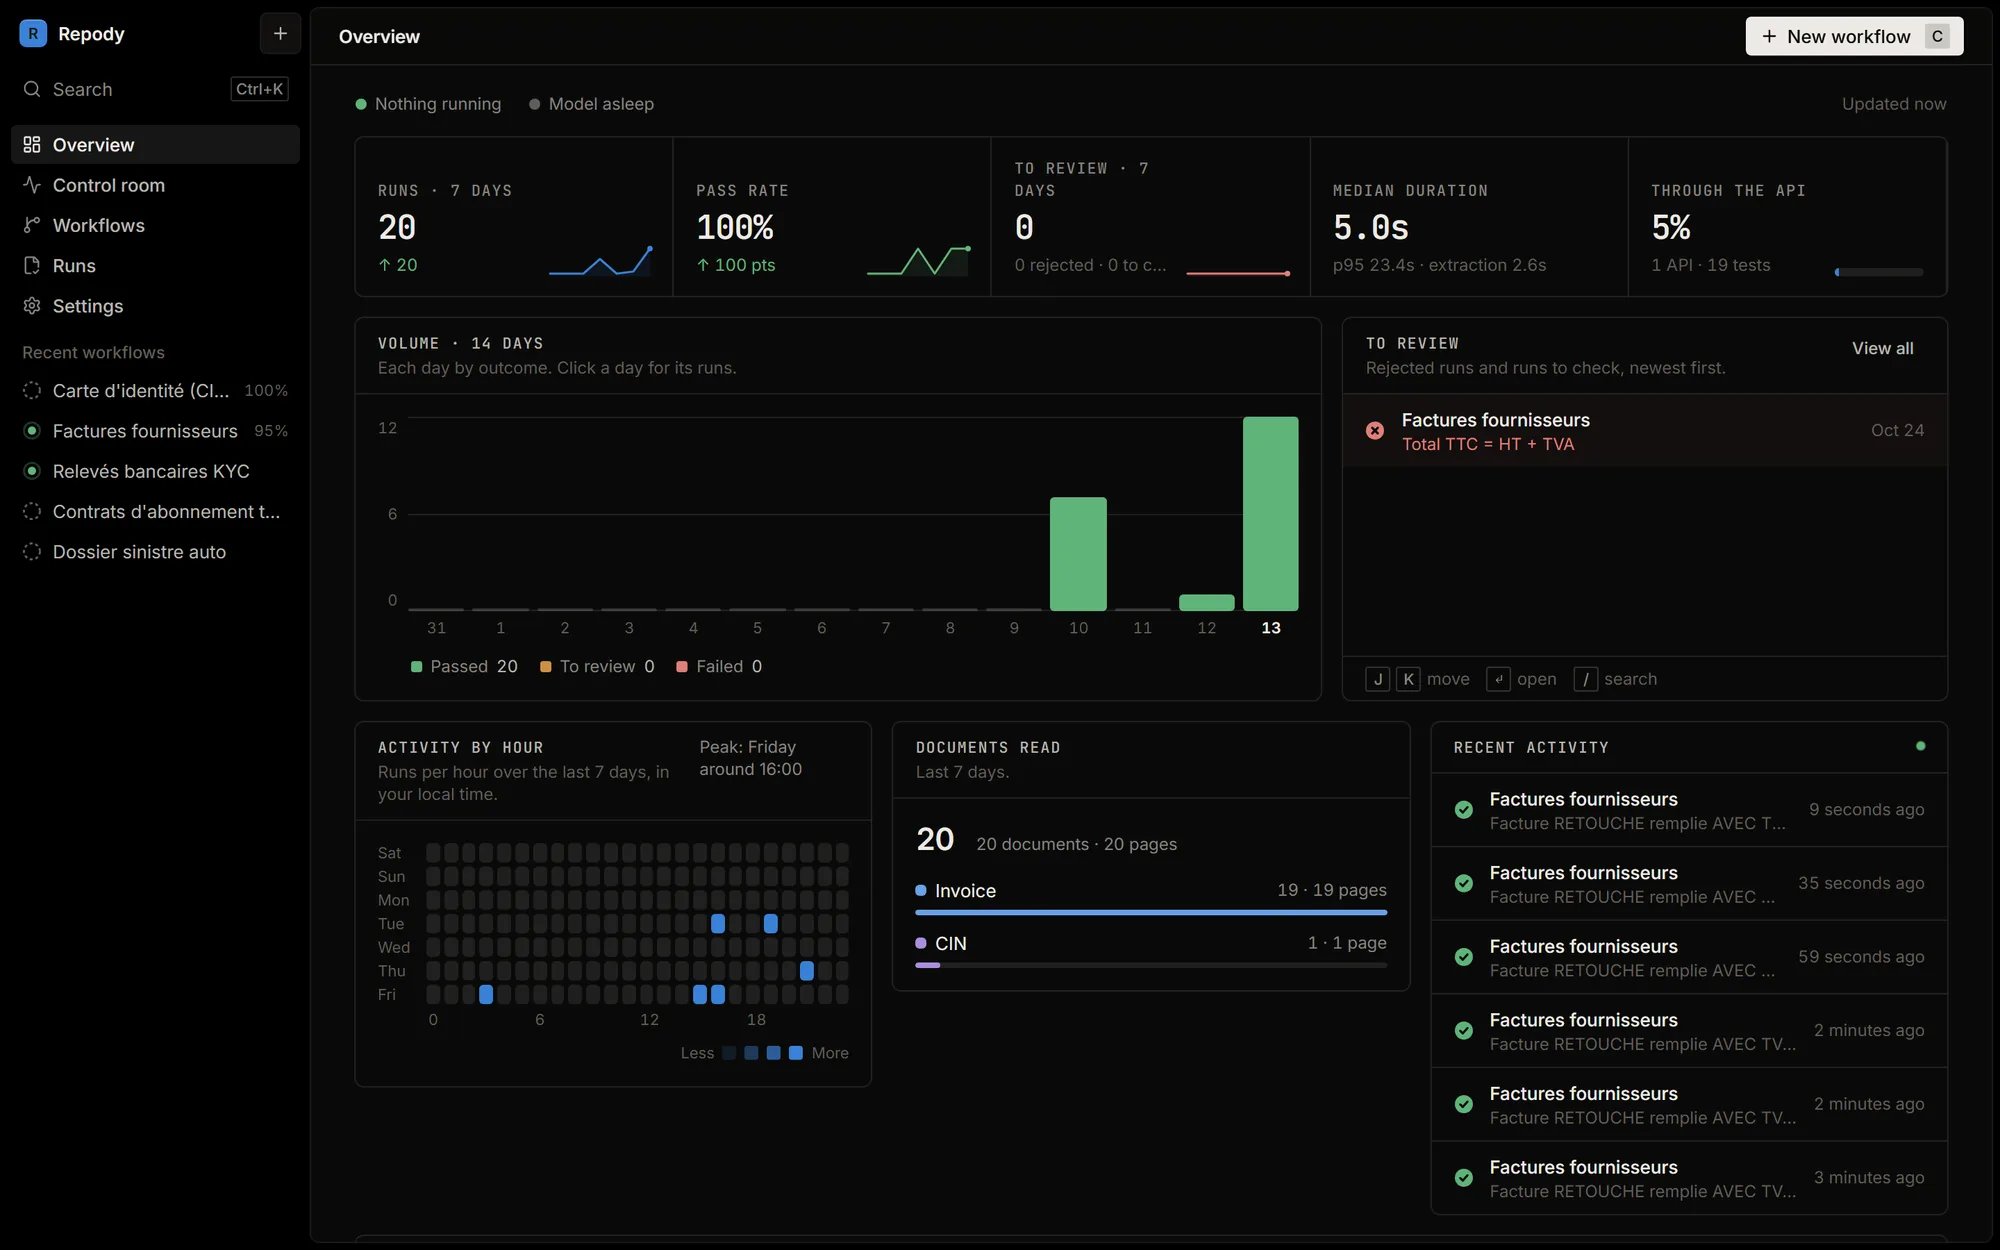 R Repody
Search Ctrl+K
Overview
Control room
Workflows
Runs
Settings
Recent workflows
Carte d'identité (CI... 100%
Factures fournisseurs 95%
Relevés bancaires KYC
Contrats d'abonnement t...
Dossier sinistre auto
Overview
+ New workflow C
Nothing running Model asleep Updated now
RUNS · 7 DAYS
20
↑ 20
PASS RATE
100%
↑ 100 pts
TO REVIEW · 7
DAYS
0
0 rejected · 0 to c...
MEDIAN DURATION
5.0s
p95 23.4s · extraction 2.6s
THROUGH THE API
5%
1 API · 19 tests
VOLUME · 14 DAYS
Each day by outcome. Click a day for its runs.
12
6
0
31 1 2 3 4 5 6 7 8 9 10 11 12 13
Passed 20 To review 0 Failed 0
TO REVIEW
Rejected runs and runs to check, newest first.
View all
Factures fournisseurs
Total TTC = HT + TVA
Oct 24
J K move ↵ open / search
ACTIVITY BY HOUR
Runs per hour over the last 7 days, in
your local time.
Peak: Friday
around 16:00
Sat
Sun
Mon
Tue
Wed
Thu
Fri
0 6 12 18
Less More
DOCUMENTS READ
Last 7 days.
20 20 documents · 20 pages
Invoice 19 · 19 pages
CIN 1 · 1 page
RECENT ACTIVITY
Factures fournisseurs
Facture RETOUCHE remplie AVEC T...
9 seconds ago
Factures fournisseurs
Facture RETOUCHE remplie AVEC ...
35 seconds ago
Factures fournisseurs
Facture RETOUCHE remplie AVEC ...
59 seconds ago
Factures fournisseurs
Facture RETOUCHE remplie AVEC TV...
2 minutes ago
Factures fournisseurs
Facture RETOUCHE remplie AVEC TV...
2 minutes ago
Factures fournisseurs
Facture RETOUCHE remplie AVEC TV...
3 minutes ago